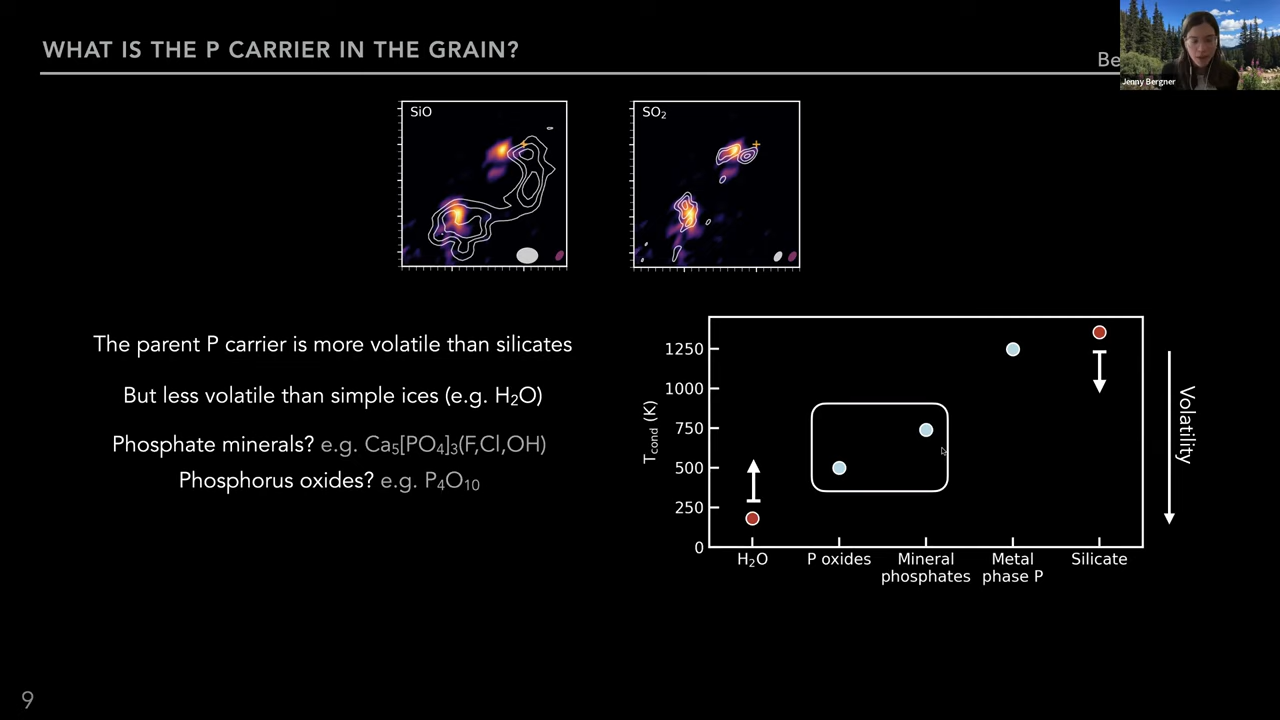 WHAT IS THE P CARRIER IN THE GRAIN?
Be
Jenny Bergner
SiO
SO₂
The parent P carrier is more volatile than silicates
But less volatile than simple ices (e.g. H₂O)
Phosphate minerals? e.g. Ca₅[PO₄]₃(F,Cl,OH)
Phosphorus oxides? e.g. P₄O₁₀
T_cond (K)
1250
1000
750
500
250
0
H₂O
P oxides
Mineral phosphates
Metal phase P
Silicate
Volatility
9